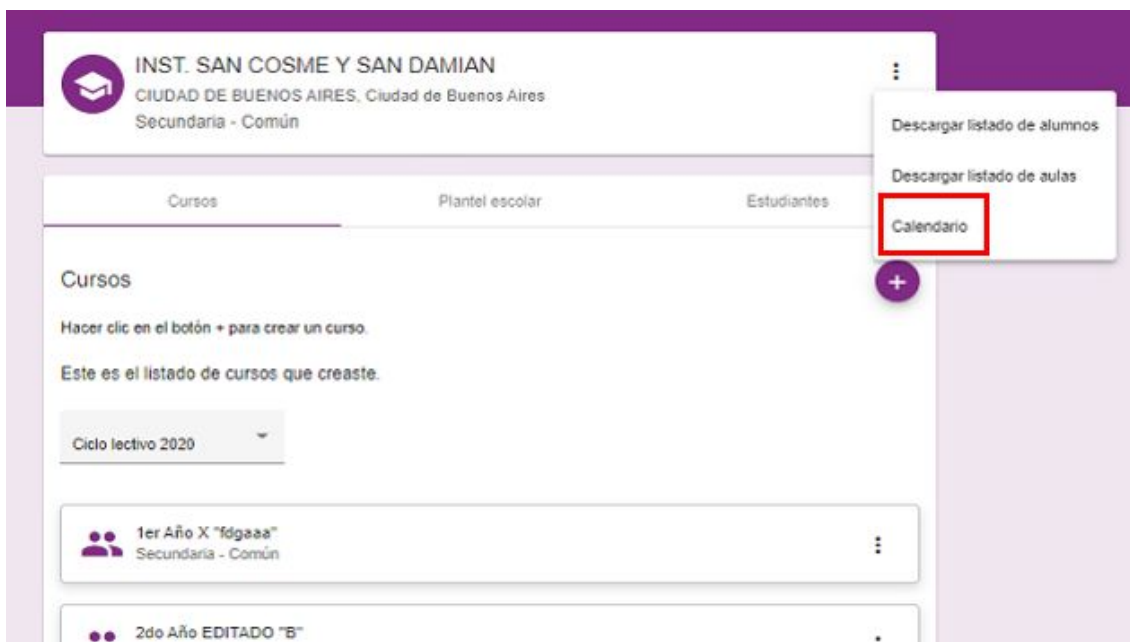 INST. SAN COSME Y SAN DAMIAN
CIUDAD DE BUENOS AIRES, Ciudad de Buenos Aires
Secundaria - Común
Descargar listado de alumnos
Descargar listado de aulas
Calendario
Cursos
Plantel escolar
Estudiantes
Cursos
+
Hacer clic en el botón + para crear un curso.
Este es el listado de cursos que creaste.
Ciclo lectivo 2020
1er Año X "fdgaaa"
Secundaria - Común
2do Año EDITADO "B"